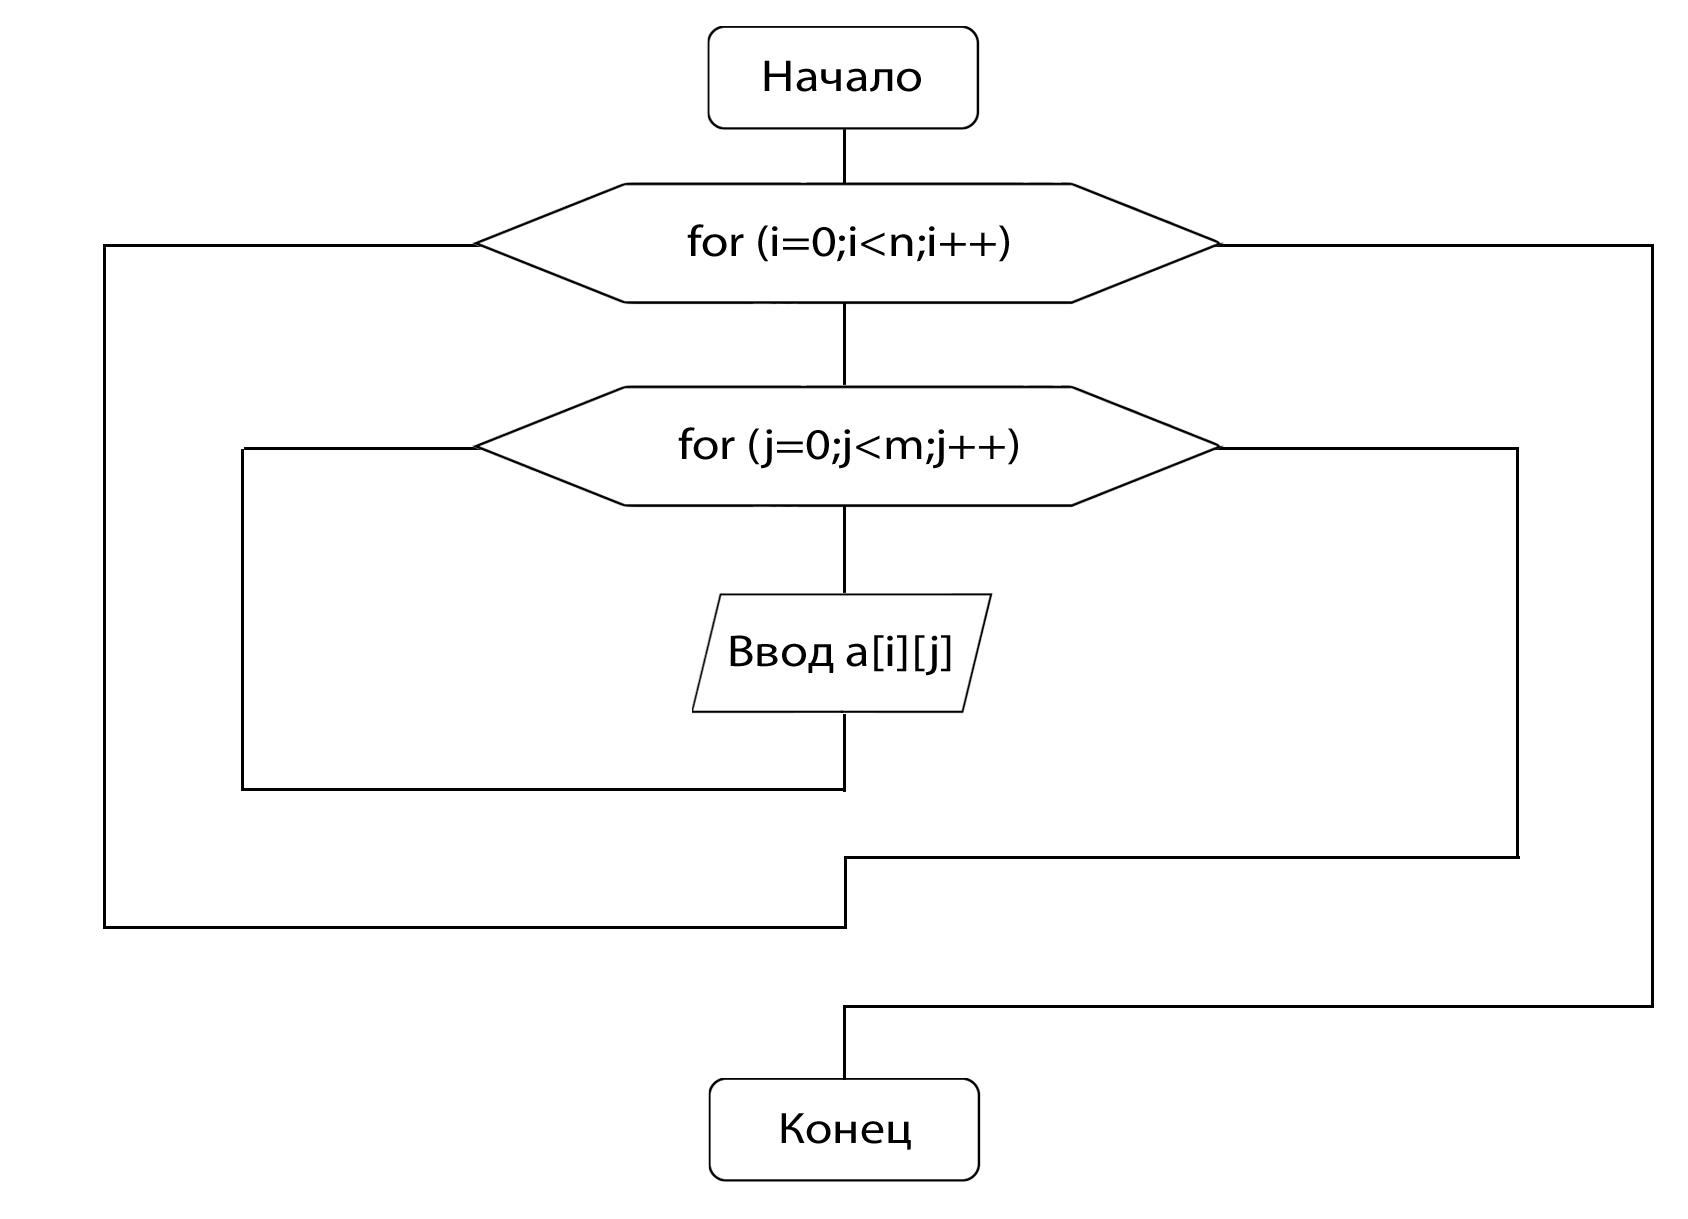 Начало
for (i=0;i<n;i++)
for (j=0;j<m;j++)
Ввод a[i][j]
Конец